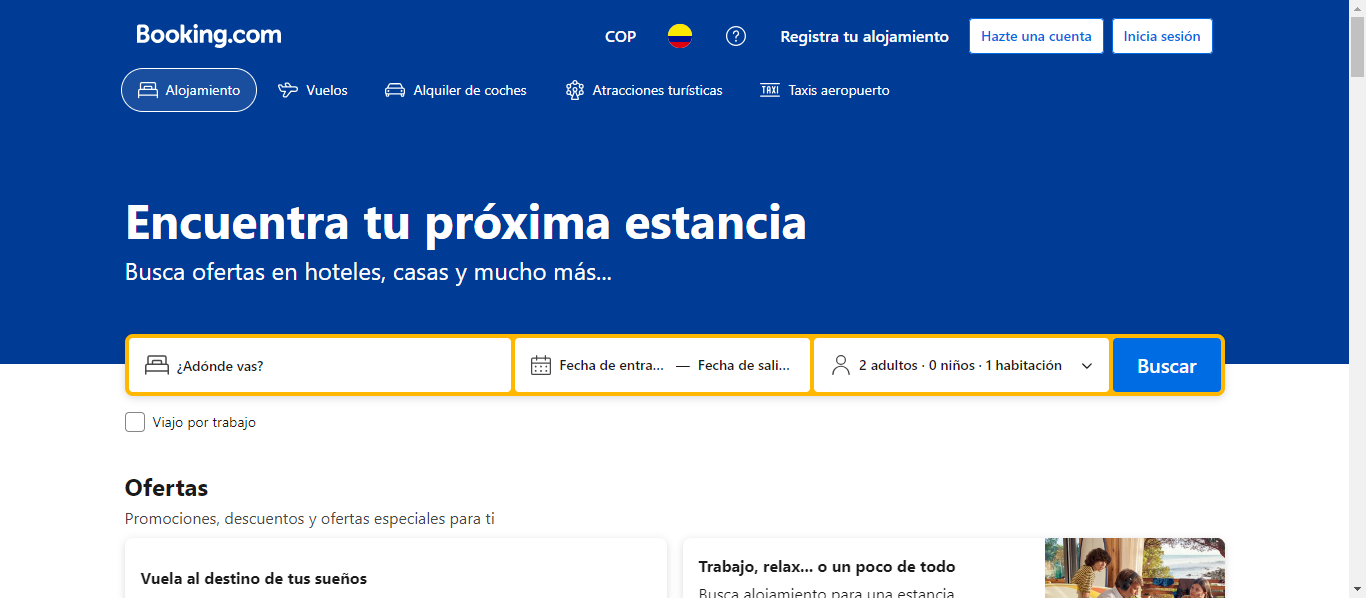 Booking.com
COP
Registra tu alojamiento
Hazte una cuenta
Inicia sesión
Alojamiento
Vuelos
Alquiler de coches
Atracciones turísticas
TAXI
Taxis aeropuerto
Encuentra tu próxima estancia
Busca ofertas en hoteles, casas y mucho más...
¿Adónde vas?
Fecha de entra... — Fecha de sali...
2 adultos · 0 niños · 1 habitación
Buscar
Viajo por trabajo
Ofertas
Promociones, descuentos y ofertas especiales para ti
Vuela al destino de tus sueños
Trabajo, relax... o un poco de todo
Busca alojamiento para una estancia